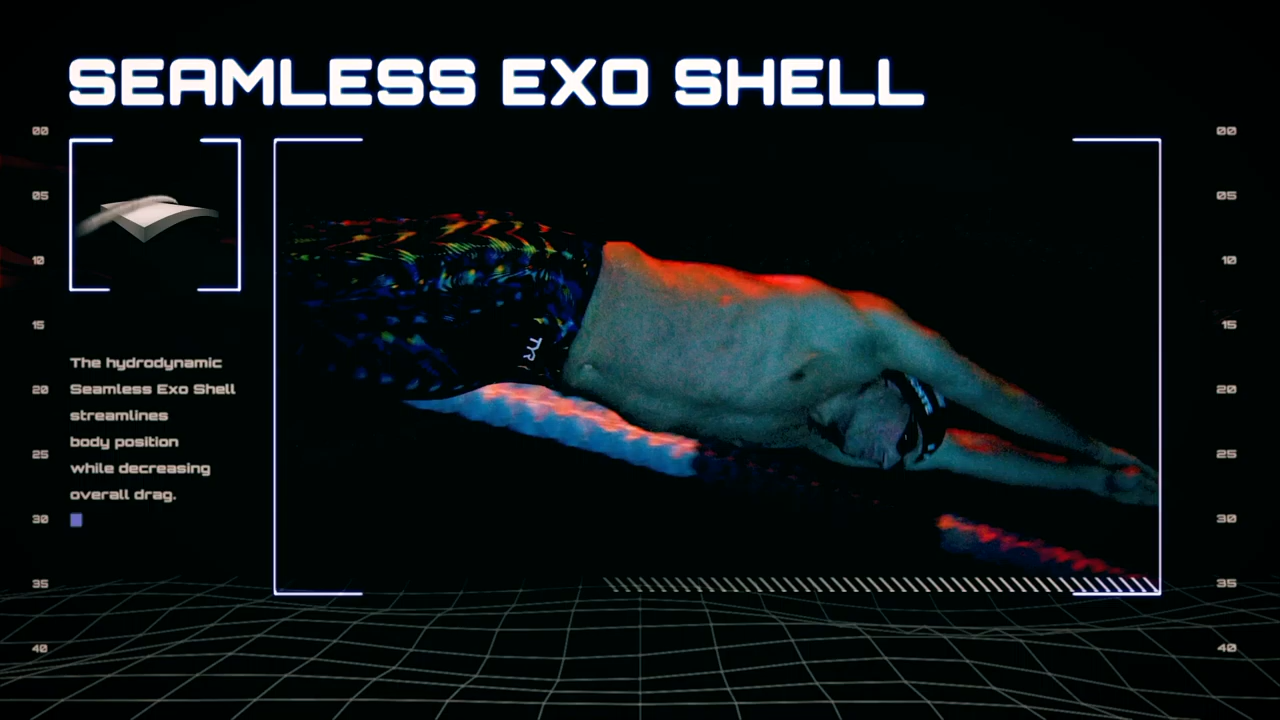 SEAMLESS EXO SHELL
00
05
10
15
20
25
30
35
40
The hydrodynamic
Seamless Exo Shell
streamlines
body position
while decreasing
overall drag.
TYR
00
05
10
15
20
25
30
35
40